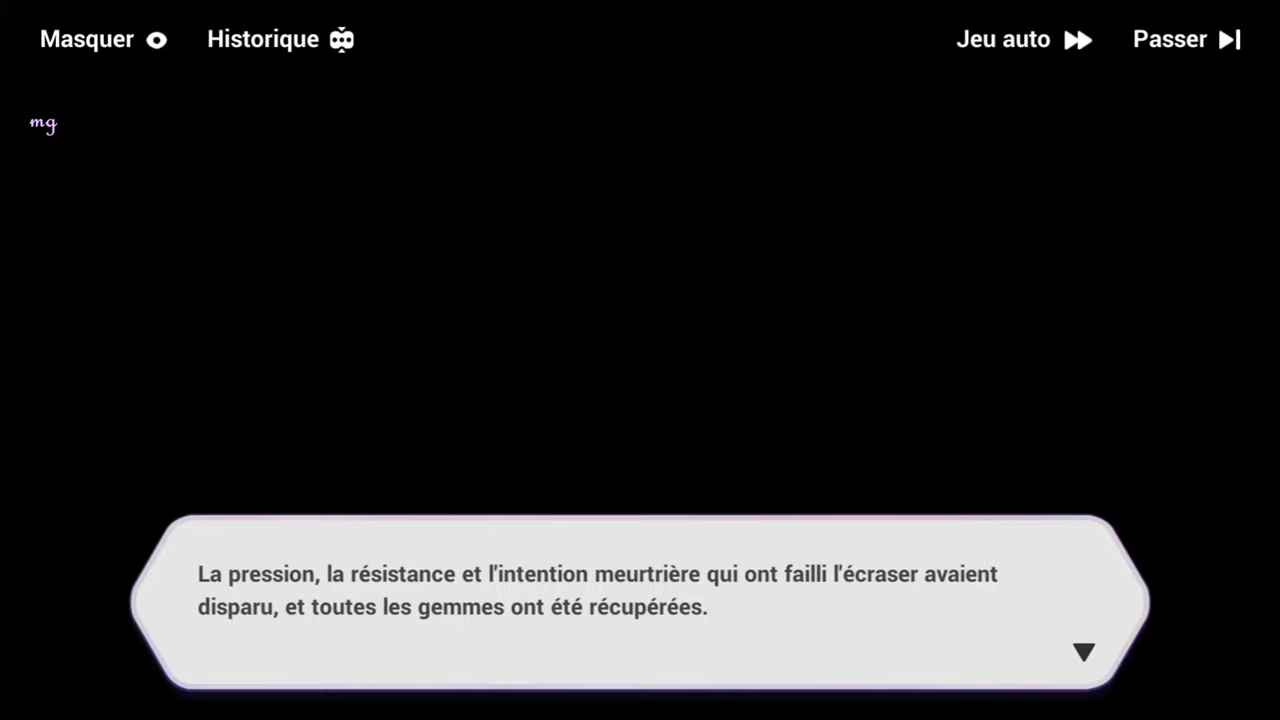 Masquer Historique Jeu auto Passer
mg
La pression, la résistance et l'intention meurtrière qui ont failli l'écraser avaient
disparu, et toutes les gemmes ont été récupérées.